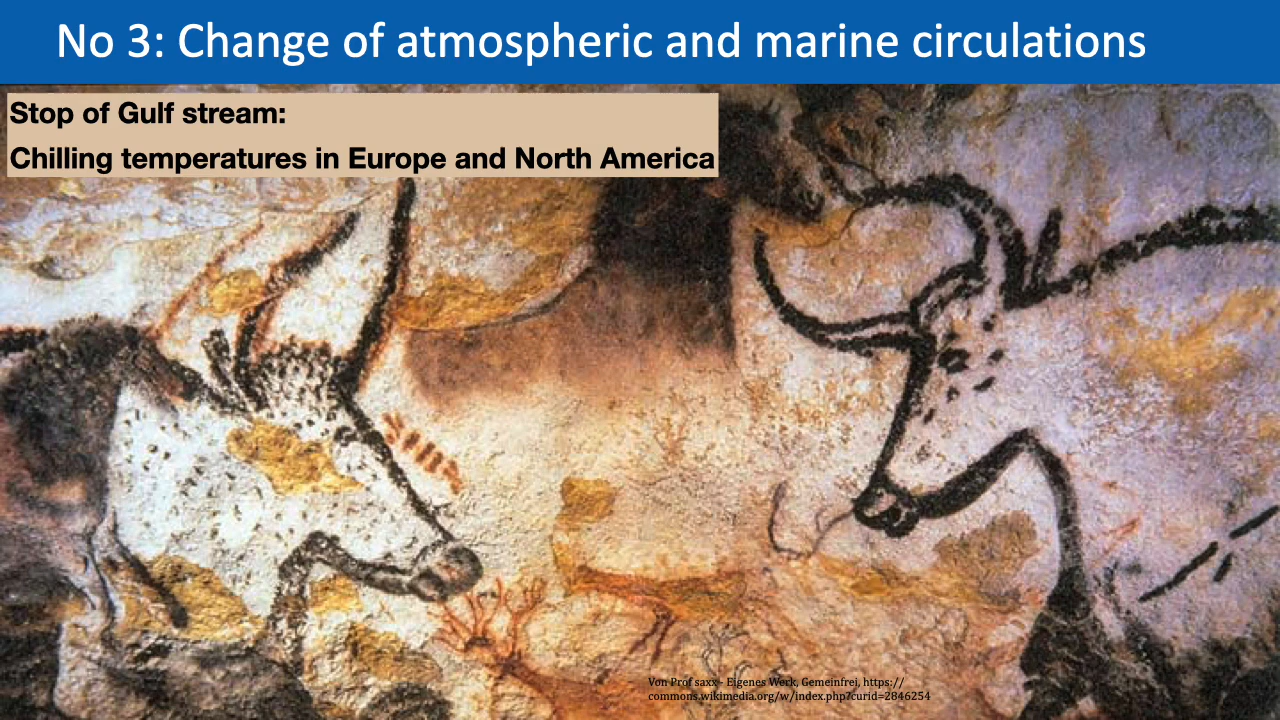 No 3: Change of atmospheric and marine circulations
Stop of Gulf stream:
Chilling temperatures in Europe and North America
Von Prof saxx - Eigenes Werk, Gemeinfrei, https://
commons.wikimedia.org/w/index.php?curid=2846254